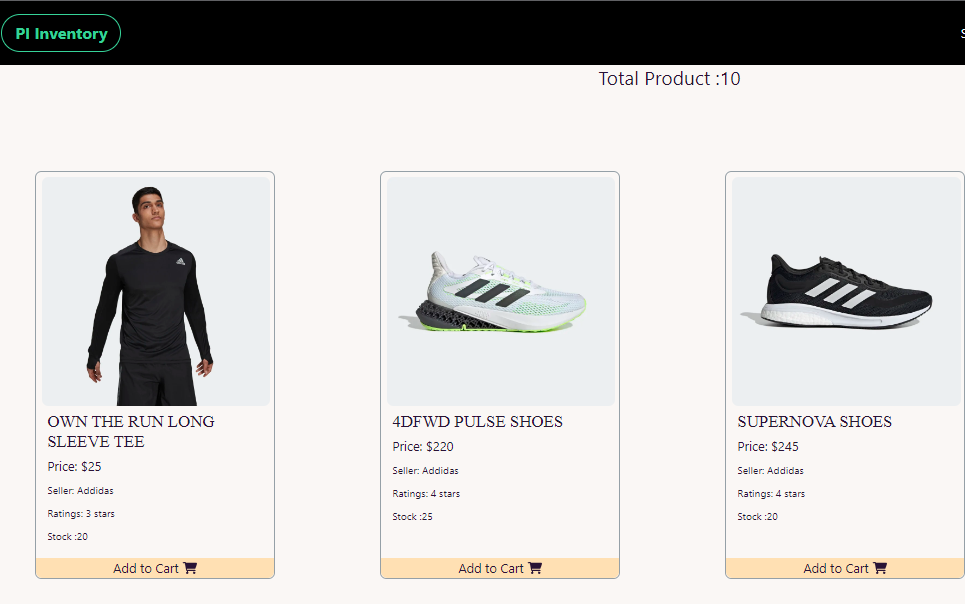 PI Inventory
Total Product :10
OWN THE RUN LONG
SLEEVE TEE
Price: $25
Seller: Addidas
Ratings: 3 stars
Stock :20
Add to Cart
4DFWD PULSE SHOES
Price: $220
Seller: Addidas
Ratings: 4 stars
Stock :25
Add to Cart
SUPERNOVA SHOES
Price: $245
Seller: Addidas
Ratings: 4 stars
Stock :20
Add to Cart